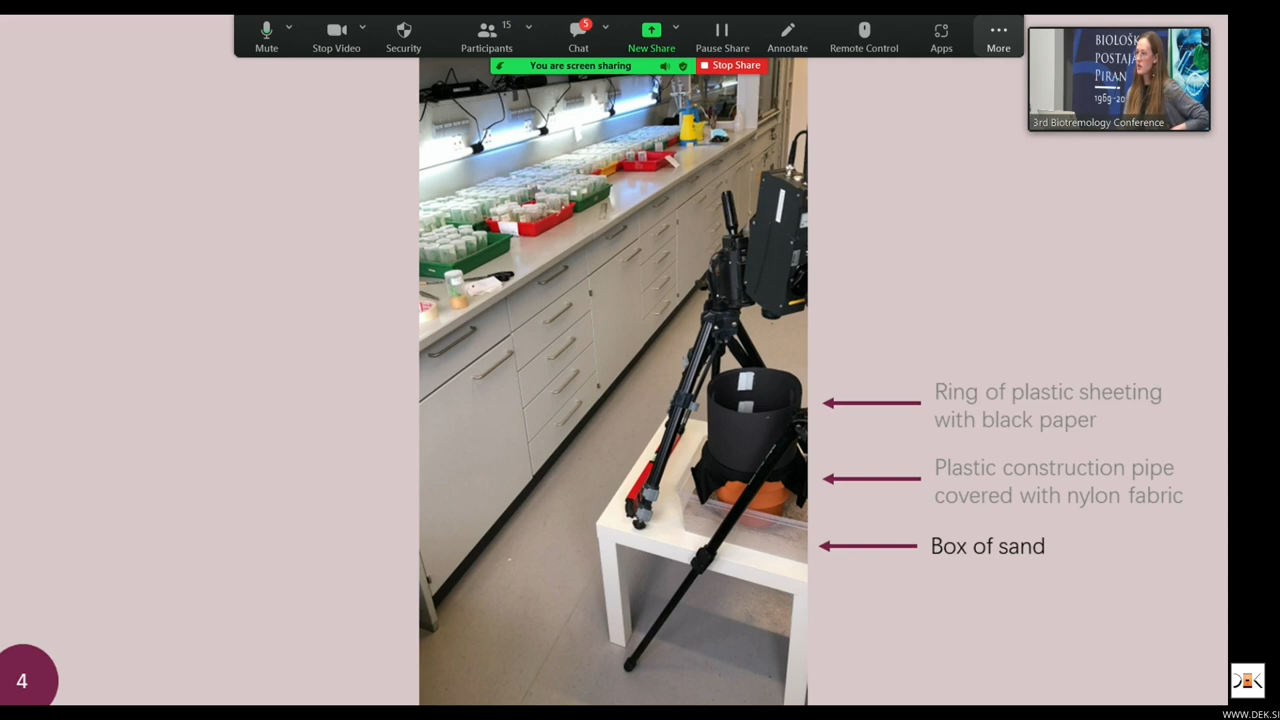 15
5
Mute
Stop Video
Security
Participants
Chat
New Share
Pause Share
Annotate
Remote Control
Apps
More
You are screen sharing
Stop Share
BIOLOŠK
POSTAJA
PIRAN
1969-20
3rd Biotremology Conference
Ring of plastic sheeting
with black paper
Plastic construction pipe
covered with nylon fabric
Box of sand
4
WWW.DEK.SI